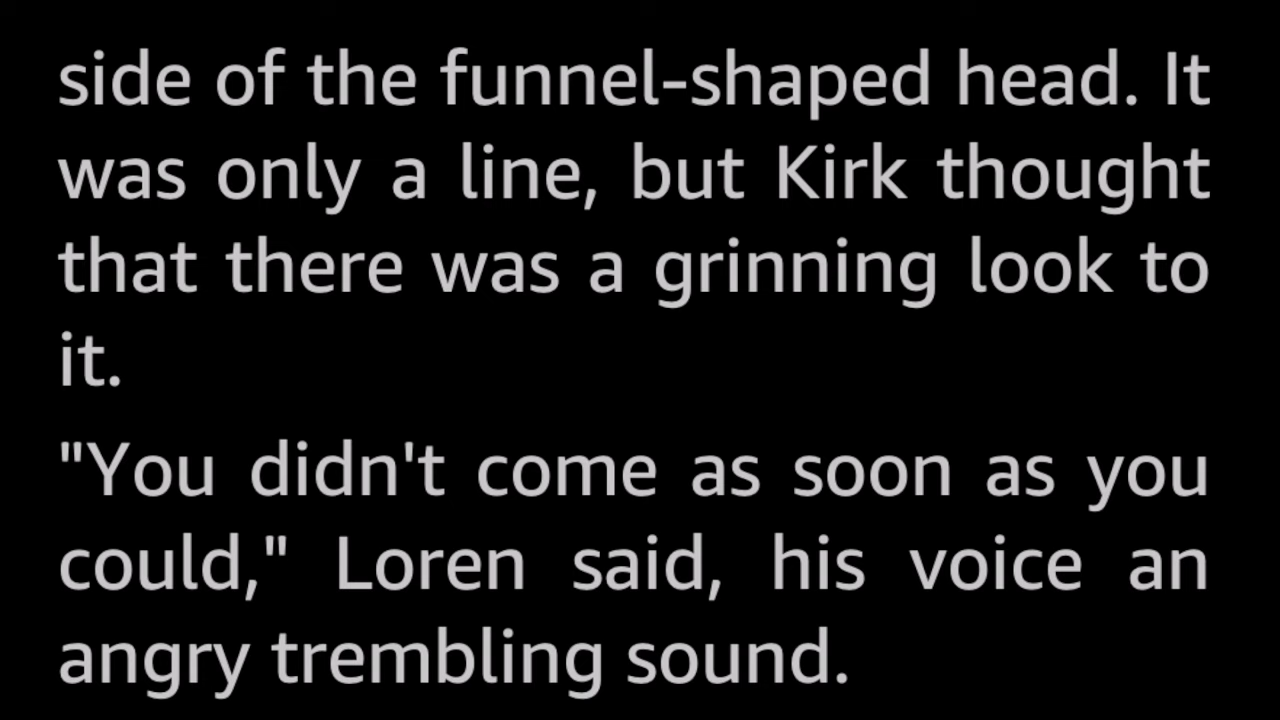 side of the funnel-shaped head. It
was only a line, but Kirk thought
that there was a grinning look to
it.
"You didn't come as soon as you
could," Loren said, his voice an
angry trembling sound.